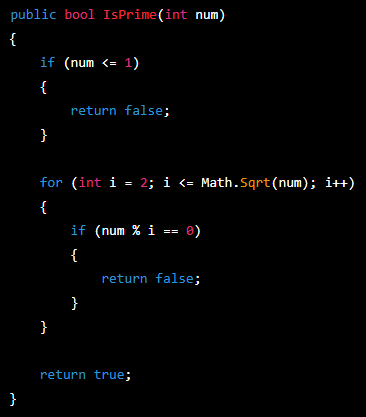 public bool IsPrime(int num)
{
    if (num <= 1)
    {
        return false;
    }

    for (int i = 2; i <= Math.Sqrt(num); i++)
    {
        if (num % i == 0)
        {
            return false;
        }
    }

    return true;
}